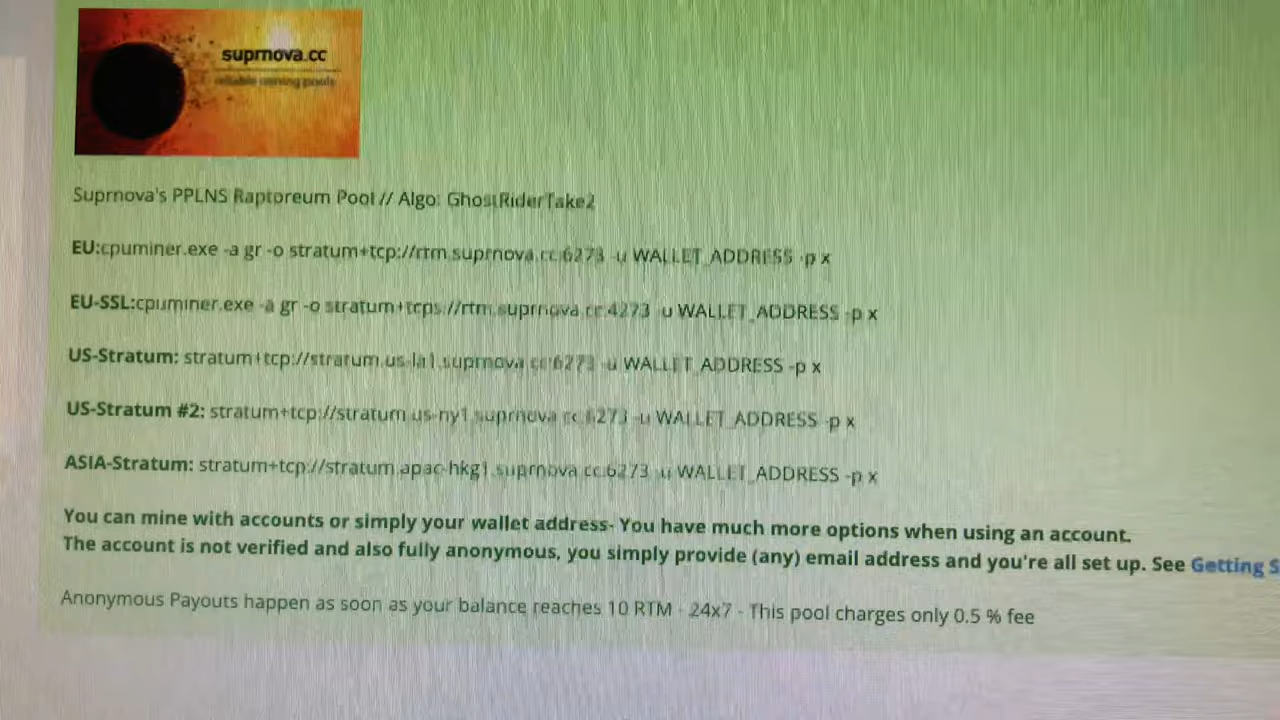 suprnova.cc
reliable mining pools
Suprnova's PPLNS Raptoreum Pool // Algo: GhostRiderTake2
EU:cpuminer.exe -a gr -o stratum+tcp://rtm.suprnova.cc:6273 -u WALLET_ADDRESS -p x
EU-SSL:cpuminer.exe -a gr -o stratum+tcps://rtm.suprnova.cc:4273 -u WALLET_ADDRESS -p x
US-Stratum: stratum+tcp://stratum.us-la1.suprnova.cc:6273 -u WALLET_ADDRESS -p x
US-Stratum #2: stratum+tcp://stratum.us-ny1.suprnova.cc:6273 -u WALLET_ADDRESS -p x
ASIA-Stratum: stratum+tcp://stratum.apac-hkg1.suprnova.cc:6273 -u WALLET_ADDRESS -p x
You can mine with accounts or simply your wallet address- You have much more options when using an account.
The account is not verified and also fully anonymous, you simply provide (any) email address and you're all set up. See Getting S
Anonymous Payouts happen as soon as your balance reaches 10 RTM - 24x7 - This pool charges only 0.5 % fee